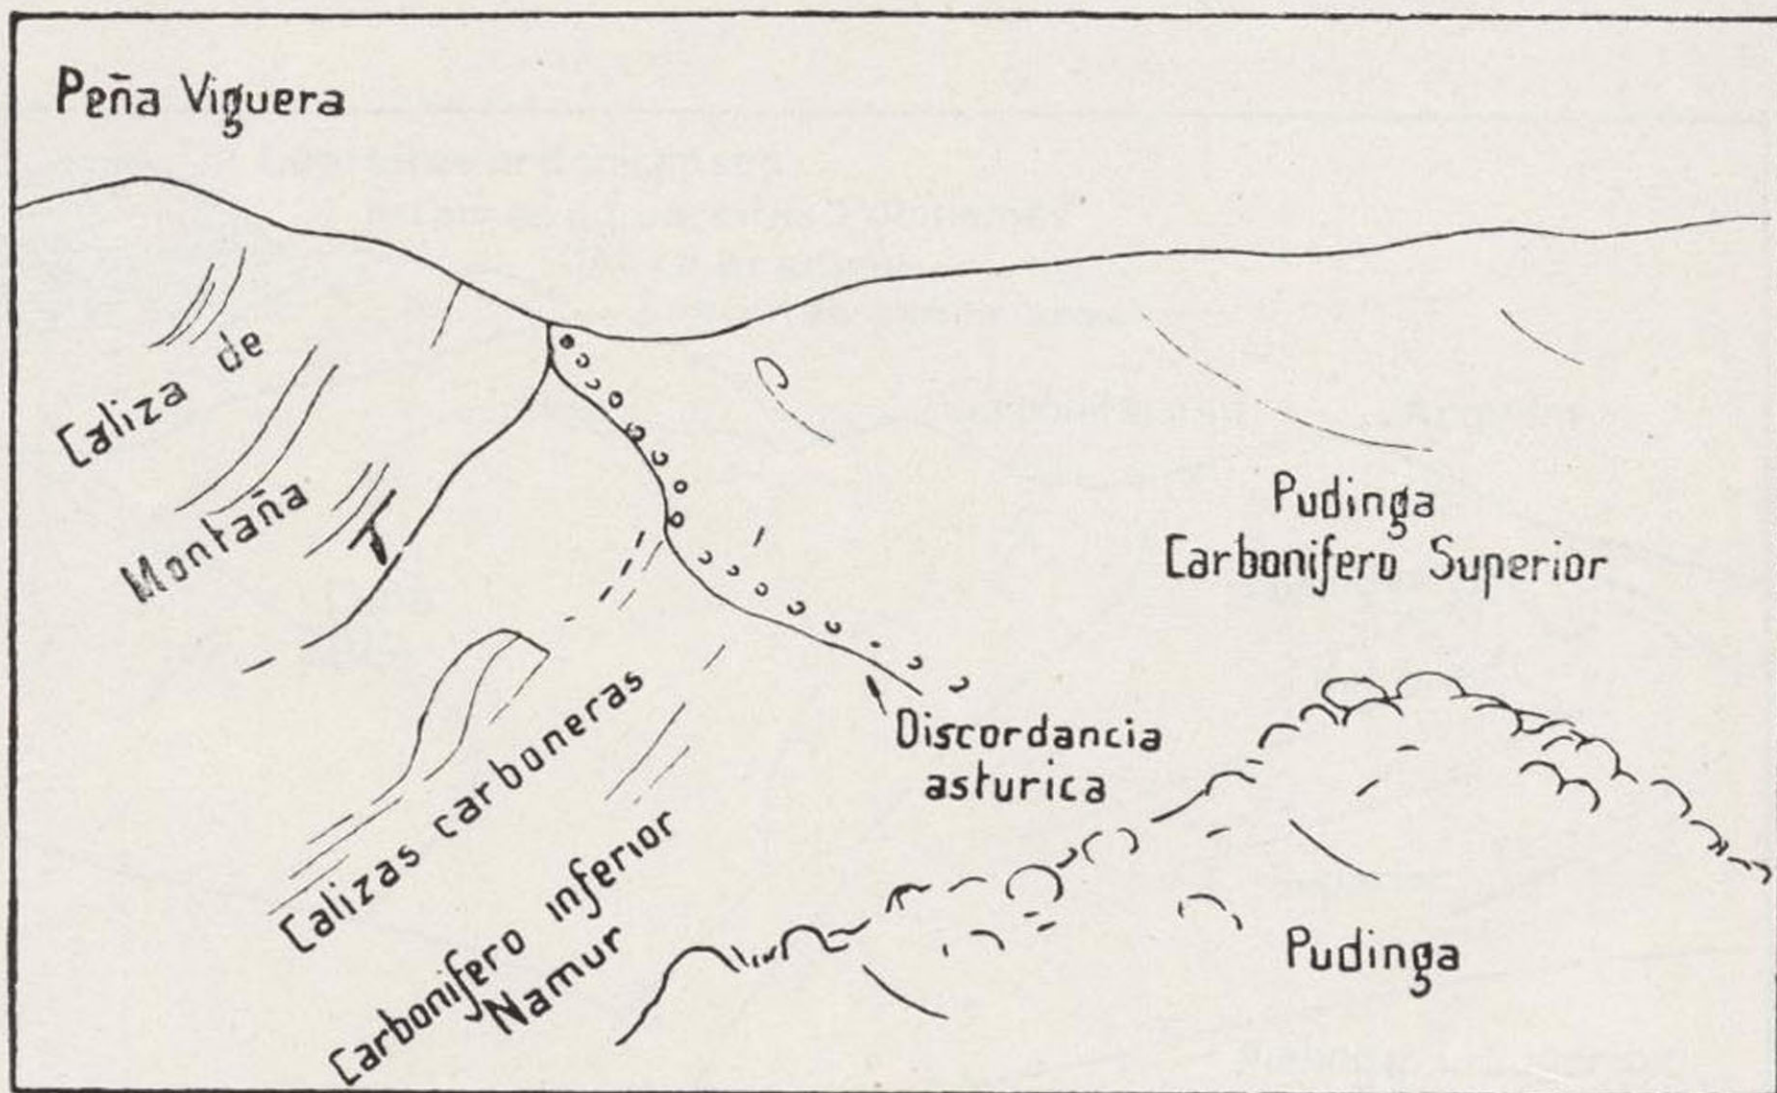 Peña Viguera
Caliza de
Montaña
Pudinga
Carbonifero Superior
Discordancia
asturica
Calizas carboneras
Carbonifero inferior
Namur
Pudinga